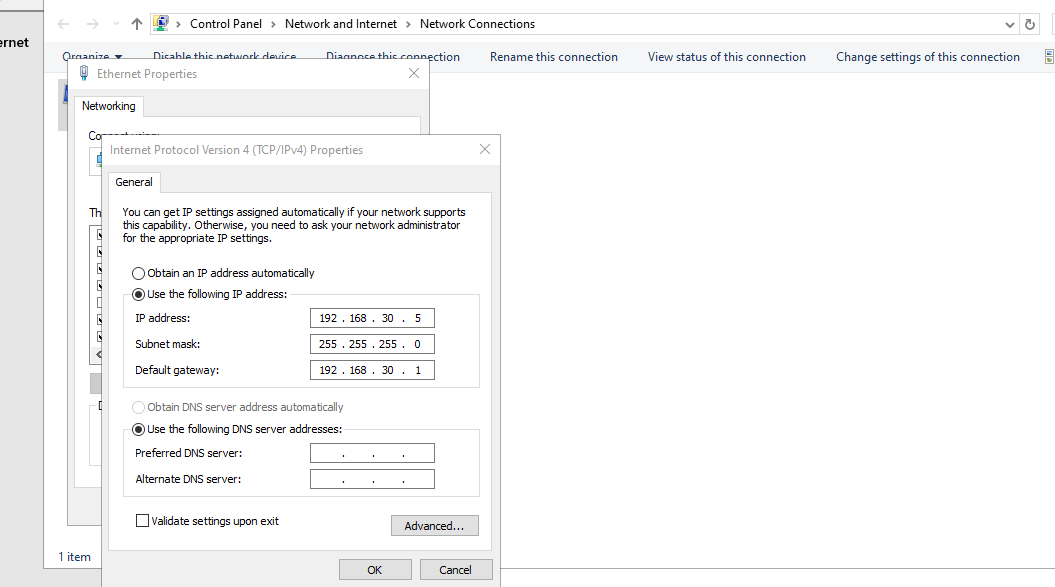 Control Panel > Network and Internet > Network Connections
ernet
Organize Disable this network device Diagnose this connection Rename this connection View status of this connection Change settings of this connection
Ethernet Properties
Networking
Connect using:
Internet Protocol Version 4 (TCP/IPv4) Properties
General
Th
You can get IP settings assigned automatically if your network supports
this capability. Otherwise, you need to ask your network administrator
for the appropriate IP settings.
Obtain an IP address automatically
Use the following IP address:
IP address: 192 . 168 . 30 . 5
Subnet mask: 255 . 255 . 255 . 0
Default gateway: 192 . 168 . 30 . 1
Obtain DNS server address automatically
Use the following DNS server addresses:
Preferred DNS server: . . .
Alternate DNS server: . . .
Validate settings upon exit
Advanced...
1 item
OK Cancel